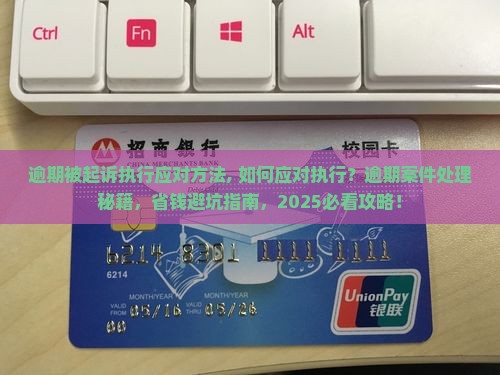 Ctrl
Fn
Alt
招商银行
校园卡
CHINA MERCHANTS BANK
逾期被起诉执行应对方法, 如何应对执行？逾期案件处理
秘籍，省钱避坑指南，2025必看攻略！
6214 8301 1111 1111
6214
MONTH/YEAR MONTH/YEAR
VALID FROM 05/16 VALID THRU 05/26
UnionPay
银联